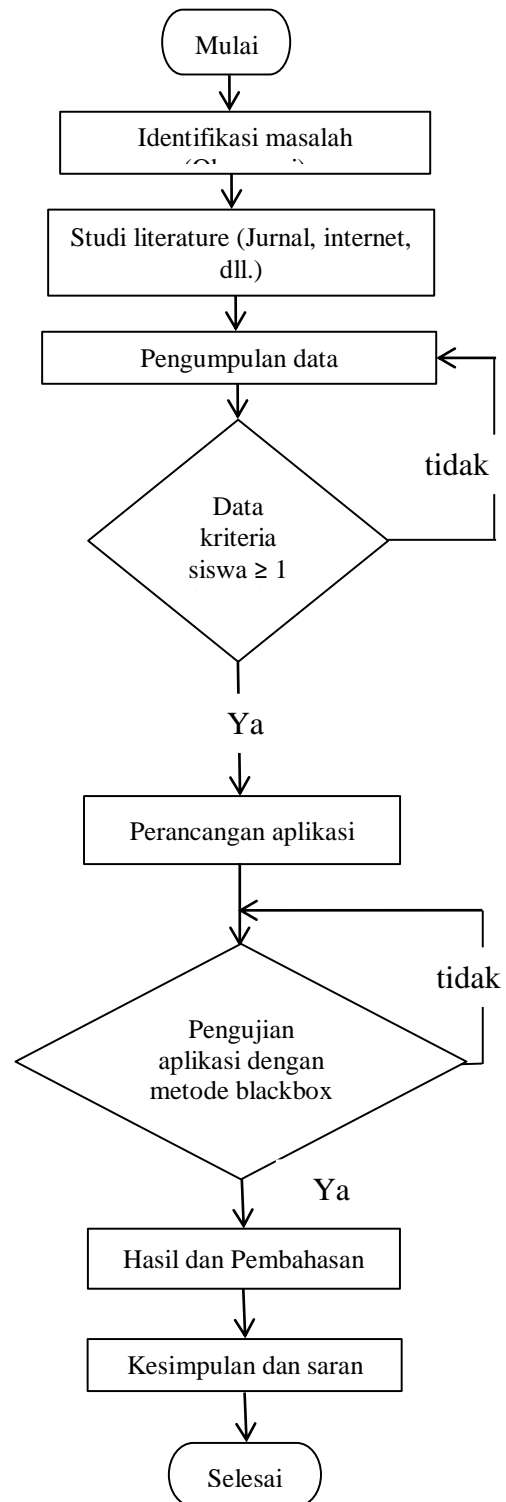 Mulai
Identifikasi masalah
Studi literature (Jurnal, internet,
dll.)
Pengumpulan data
tidak
Data
kriteria
siswa ≥ 1
Ya
Perancangan aplikasi
tidak
Pengujian
aplikasi dengan
metode blackbox
Ya
Hasil dan Pembahasan
Kesimpulan dan saran
Selesai